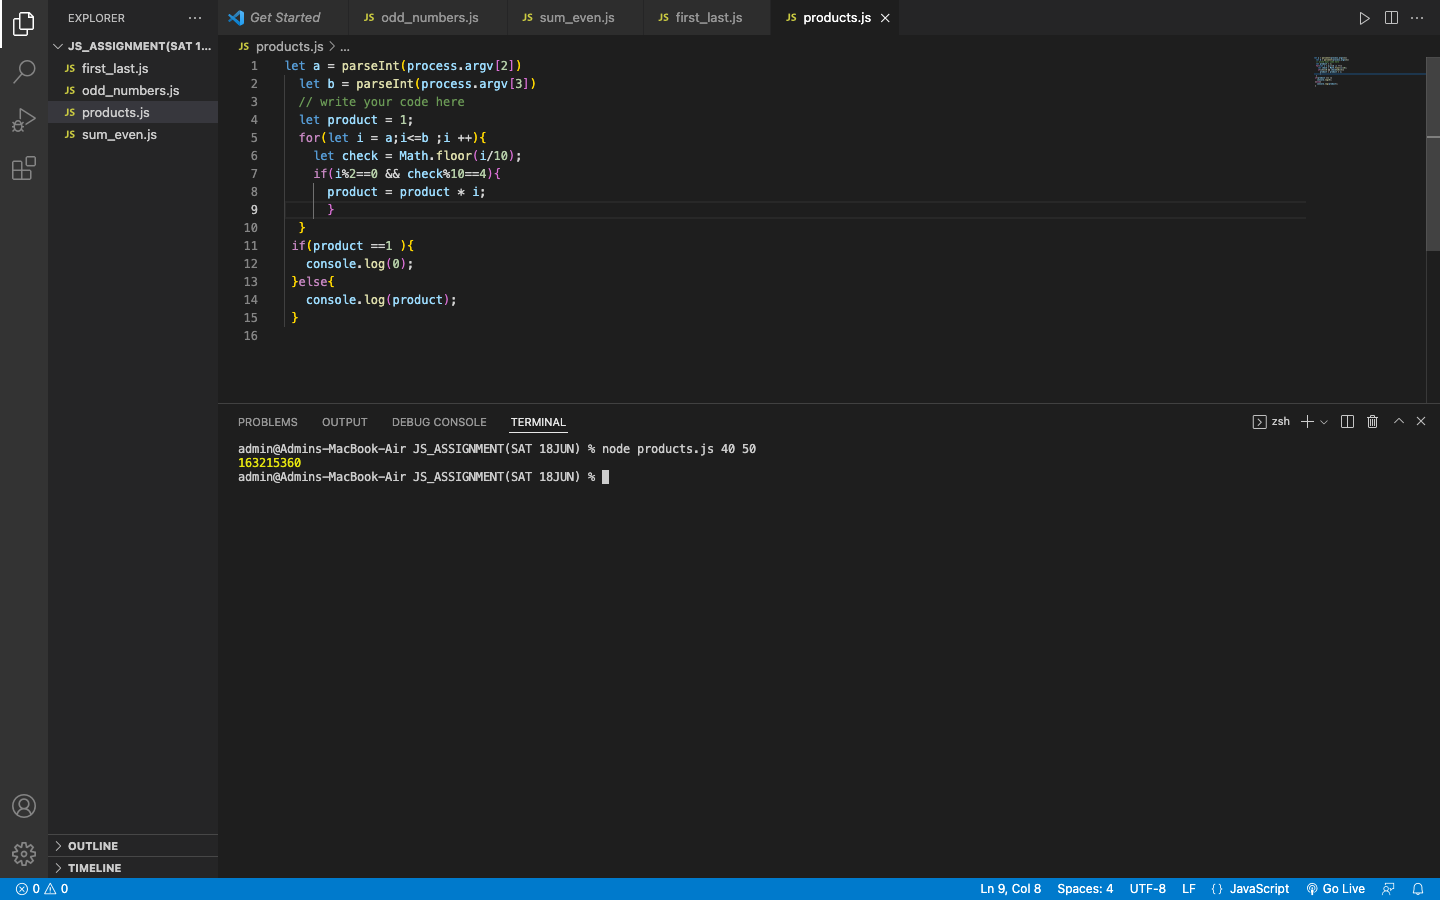 EXPLORER ...
JS_ASSIGNMENT(SAT 1...
JS first_last.js
JS odd_numbers.js
JS products.js
JS sum_even.js
OUTLINE
TIMELINE
Get Started JS odd_numbers.js JS sum_even.js JS first_last.js JS products.js
JS products.js > ...
1 let a = parseInt(process.argv[2])
2 let b = parseInt(process.argv[3])
3 // write your code here
4 let product = 1;
5 for(let i = a;i<=b ;i ++){
6 let check = Math.floor(i/10);
7 if(i%2==0 && check%10==4){
8 product = product * i;
9 }
10 }
11 if(product ==1 ){
12 console.log(0);
13 }else{
14 console.log(product);
15 }
16
PROBLEMS OUTPUT DEBUG CONSOLE TERMINAL zsh
admin@Admins-MacBook-Air JS_ASSIGNMENT(SAT 18JUN) % node products.js 40 50
163215360
admin@Admins-MacBook-Air JS_ASSIGNMENT(SAT 18JUN) %
0 0 Ln 9, Col 8 Spaces: 4 UTF-8 LF {} JavaScript Go Live